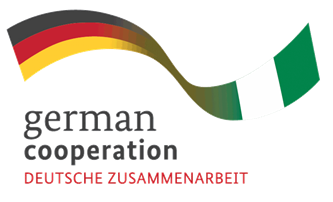 german
cooperation
DEUTSCHE ZUSAMMENARBEIT